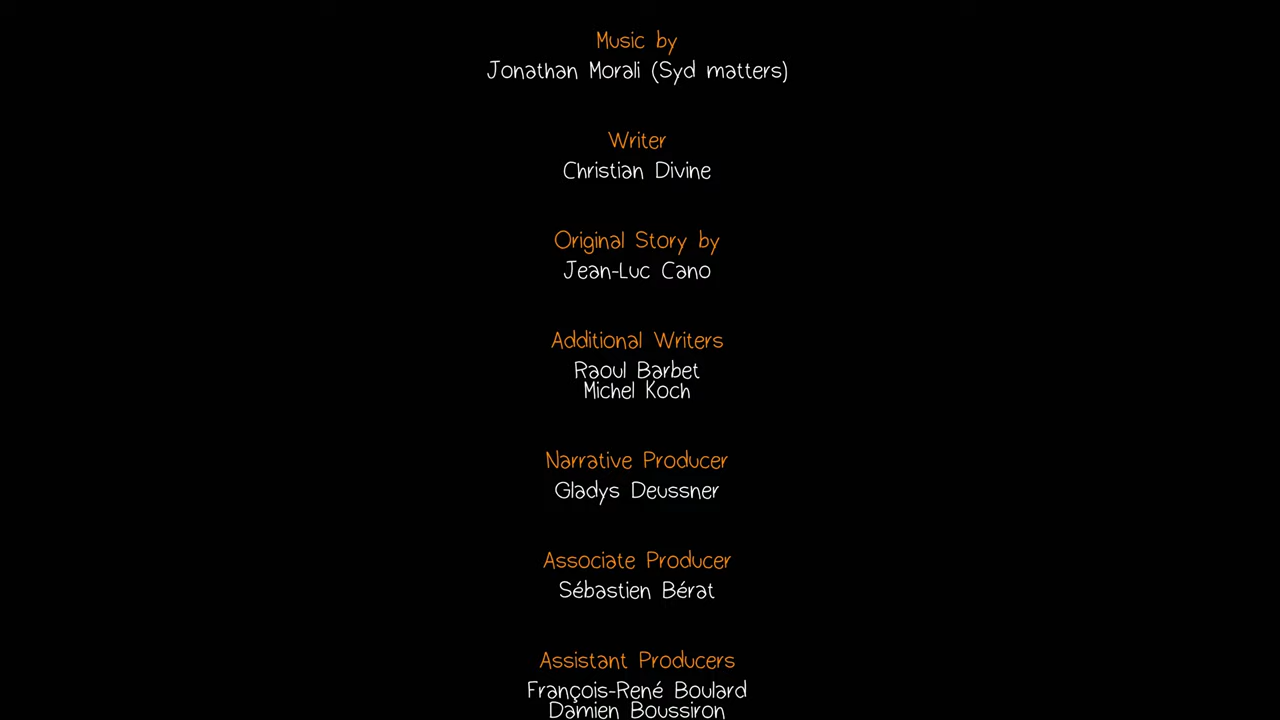 Music by
Jonathan Morali (Syd matters)
Writer
Christian Divine
Original Story by
Jean-Luc Cano
Additional Writers
Raoul Barbet
Michel Koch
Narrative Producer
Gladys Deussner
Associate Producer
Sébastien Bérat
Assistant Producers
François-René Boulard
Damien Boussiron